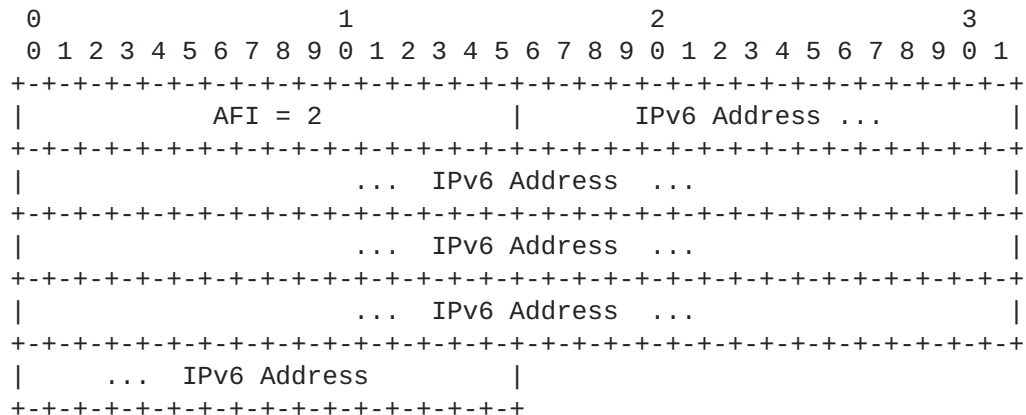 0                   1                   2                   3
 0 1 2 3 4 5 6 7 8 9 0 1 2 3 4 5 6 7 8 9 0 1 2 3 4 5 6 7 8 9 0 1
+-+-+-+-+-+-+-+-+-+-+-+-+-+-+-+-+-+-+-+-+-+-+-+-+-+-+-+-+-+-+-+-+
|            AFI = 2            |       IPv6 Address ...        |
+-+-+-+-+-+-+-+-+-+-+-+-+-+-+-+-+-+-+-+-+-+-+-+-+-+-+-+-+-+-+-+-+
|                     ...  IPv6 Address  ...                    |
+-+-+-+-+-+-+-+-+-+-+-+-+-+-+-+-+-+-+-+-+-+-+-+-+-+-+-+-+-+-+-+-+
|                     ...  IPv6 Address  ...                    |
+-+-+-+-+-+-+-+-+-+-+-+-+-+-+-+-+-+-+-+-+-+-+-+-+-+-+-+-+-+-+-+-+
|                     ...  IPv6 Address  ...                    |
+-+-+-+-+-+-+-+-+-+-+-+-+-+-+-+-+-+-+-+-+-+-+-+-+-+-+-+-+-+-+-+-+
|     ...  IPv6 Address         |
+-+-+-+-+-+-+-+-+-+-+-+-+-+-+-+-+